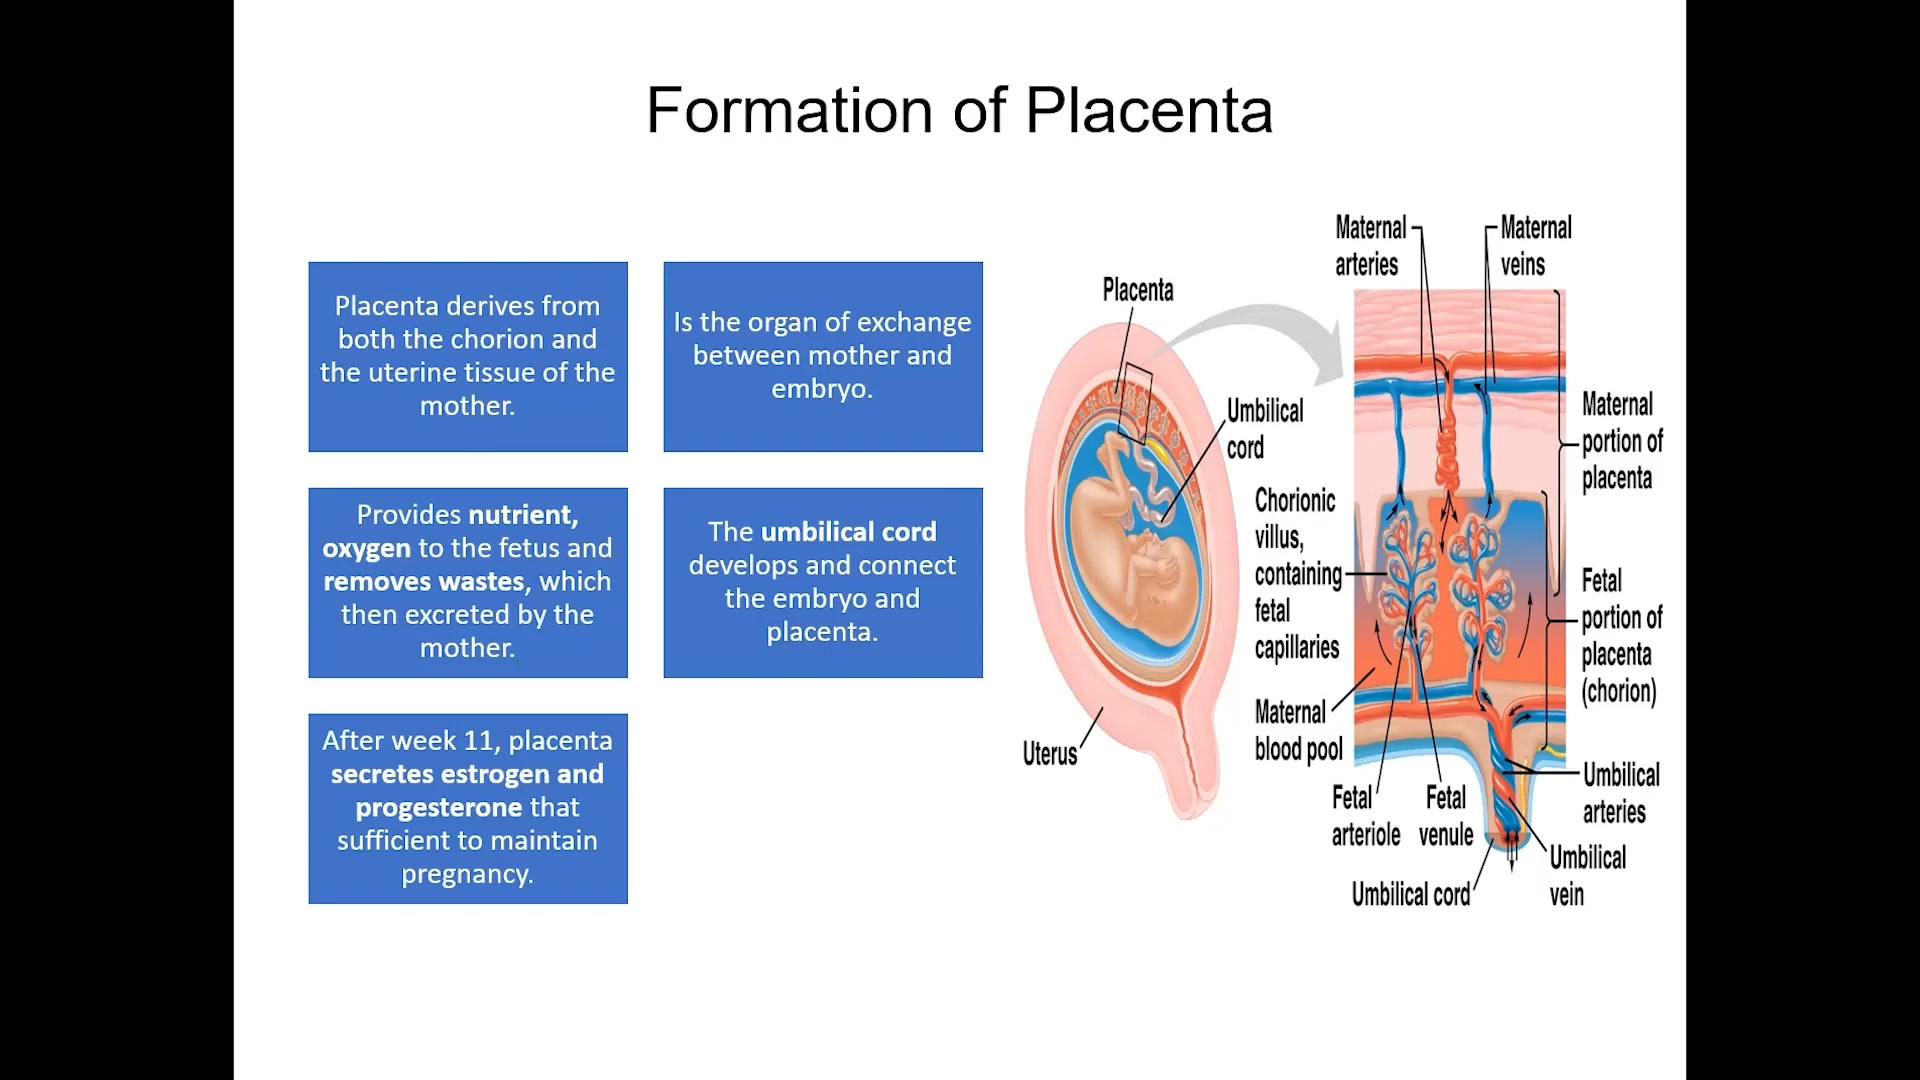 Formation of Placenta
Placenta derives from
both the chorion and
the uterine tissue of the
mother.
Is the organ of exchange
between mother and
embryo.
Provides nutrient,
oxygen to the fetus and
removes wastes, which
then excreted by the
mother.
The umbilical cord
develops and connect
the embryo and
placenta.
After week 11, placenta
secretes estrogen and
progesterone that
sufficient to maintain
pregnancy.
Placenta
Umbilical
cord
Uterus
Maternal
arteries
Maternal
veins
Maternal
portion of
placenta
Chorionic
villus,
containing
fetal
capillaries
Fetal
portion of
placenta
(chorion)
Maternal
blood pool
Fetal
arteriole
Fetal
venule
Umbilical
arteries
Umbilical
vein
Umbilical cord